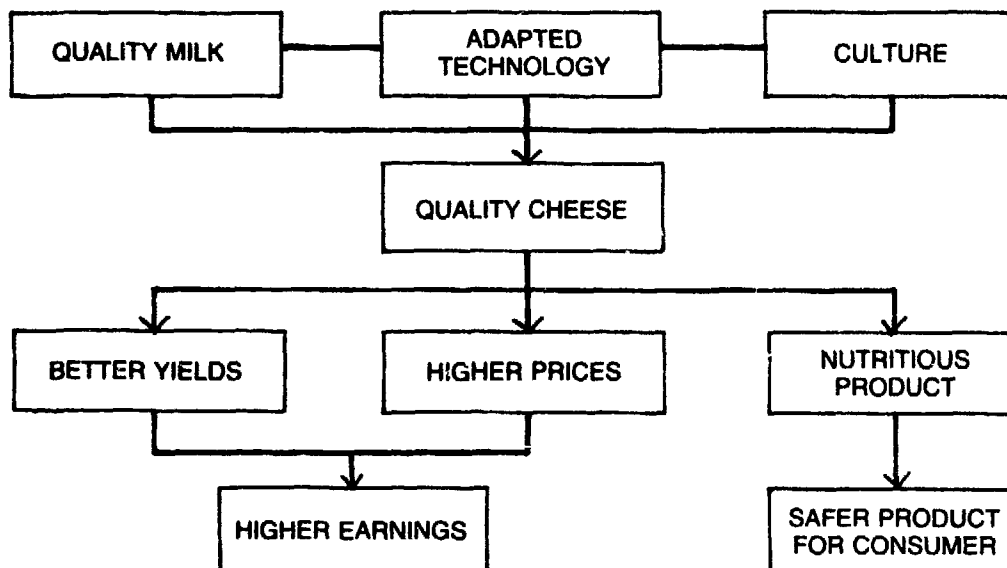 QUALITY MILK
ADAPTED
TECHNOLOGY
CULTURE
QUALITY CHEESE
BETTER YIELDS
HIGHER PRICES
NUTRITIOUS
PRODUCT
HIGHER EARNINGS
SAFER PRODUCT
FOR CONSUMER